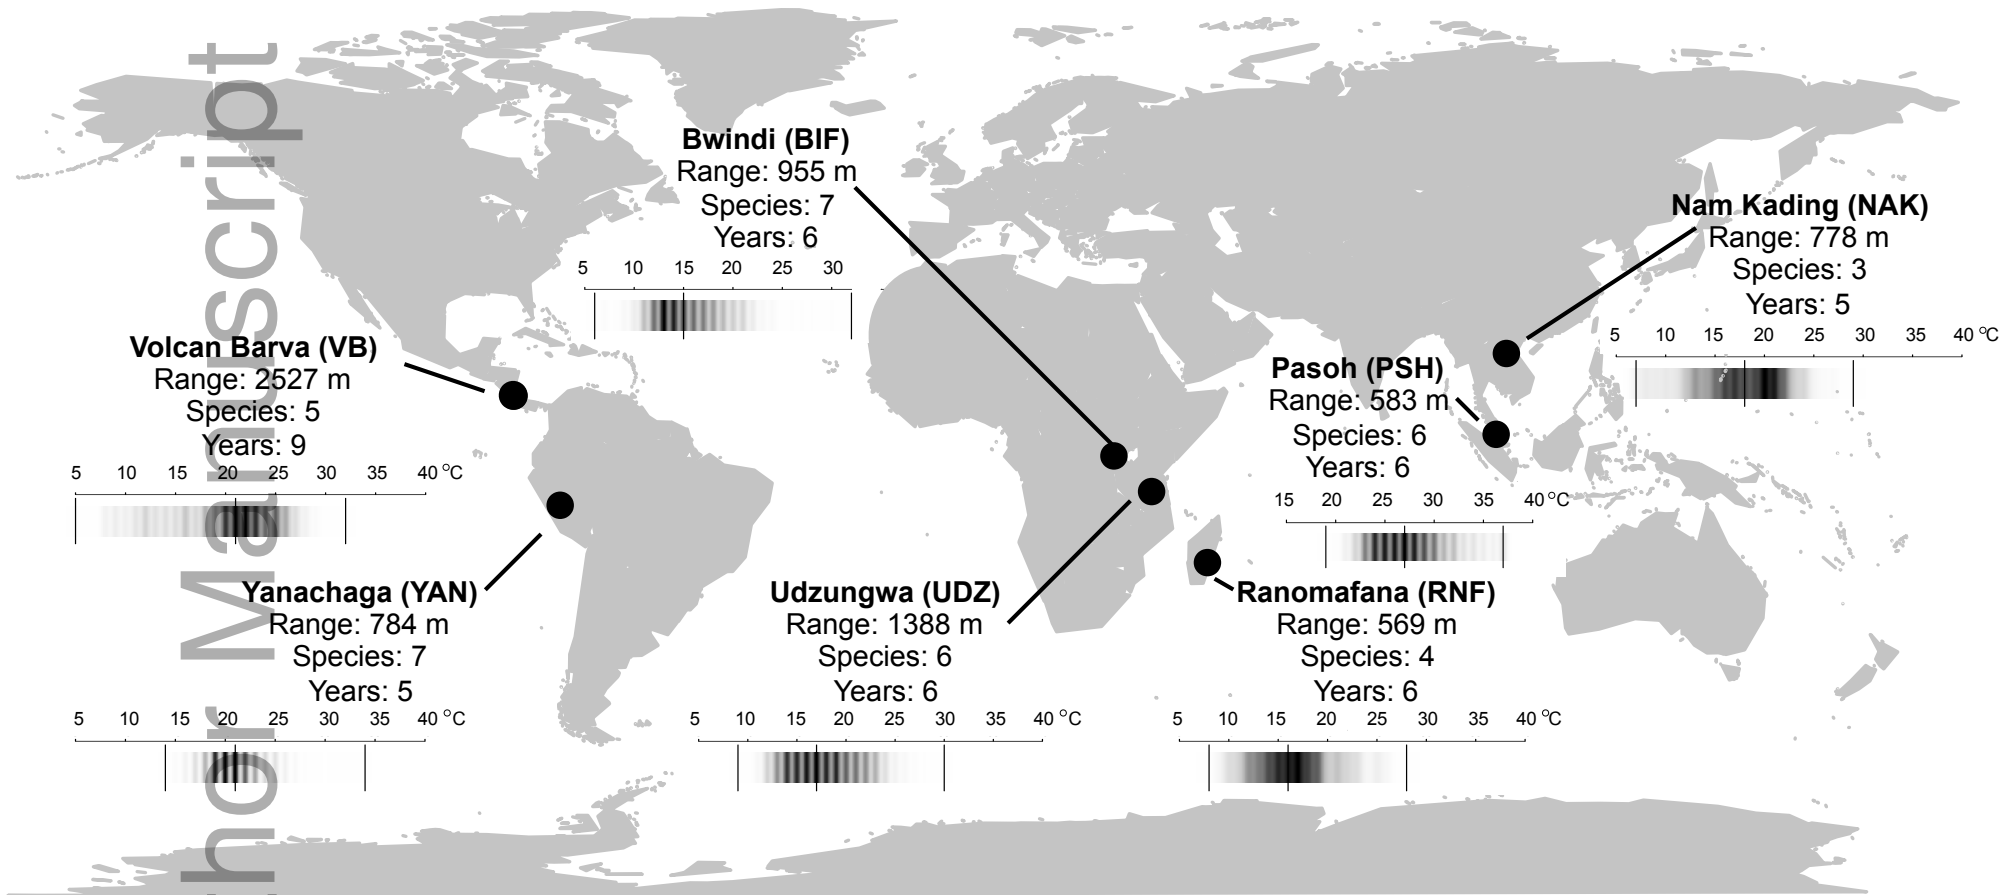 Bwindi (BIF)
Range: 955 m
Species: 7
Years: 6
5 10 15 20 25 30
Nam Kading (NAK)
Range: 778 m
Species: 3
Years: 5
5 10 15 20 25 30 35 40 °C
Volcan Barva (VB)
Range: 2527 m
Species: 5
Years: 9
5 10 15 20 25 30 35 40 °C
Pasoh (PSH)
Range: 583 m
Species: 6
Years: 6
15 20 25 30 35 40 °C
Yanachaga (YAN)
Range: 784 m
Species: 7
Years: 5
5 10 15 20 25 30 35 40 °C
Udzungwa (UDZ)
Range: 1388 m
Species: 6
Years: 6
5 10 15 20 25 30 35 40 °C
Ranomafana (RNF)
Range: 569 m
Species: 4
Years: 6
5 10 15 20 25 30 35 40 °C
hor Manuscript